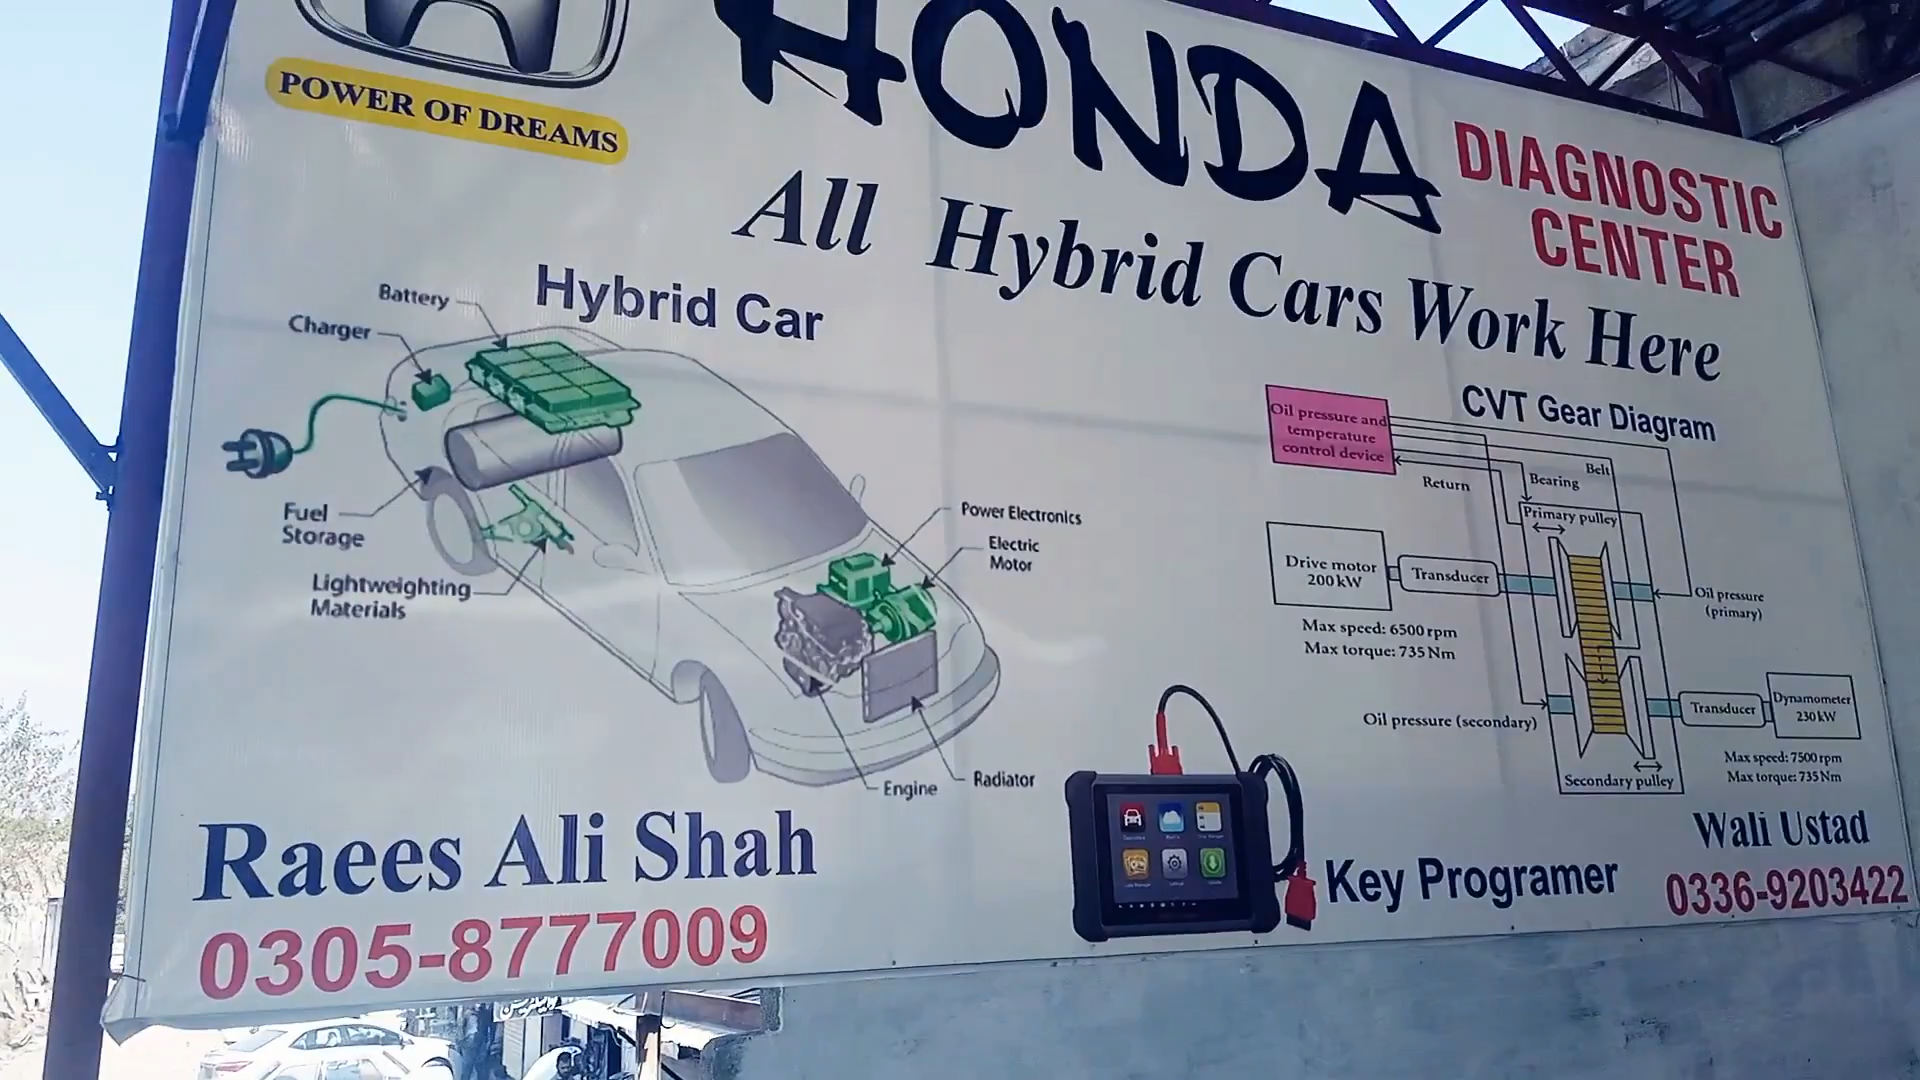 HONDA
POWER OF DREAMS
DIAGNOSTIC
CENTER
All Hybrid Cars Work Here
Hybrid Car
Battery
Charger
Fuel
Storage
Lightweighting
Materials
Power Electronics
Electric
Motor
Engine
Radiator
CVT Gear Diagram
Oil pressure and
temperature
control device
Belt
Bearing
Return
Primary pulley
Drive motor
200 kW
Transducer
Max speed: 6500 rpm
Max torque: 735 Nm
Oil pressure
(primary)
Oil pressure (secondary)
Transducer
Dynamometer
230 kW
Max speed: 7500 rpm
Max torque: 735 Nm
Secondary pulley
Raees Ali Shah
0305-8777009
Key Programer
Wali Ustad
0336-9203422